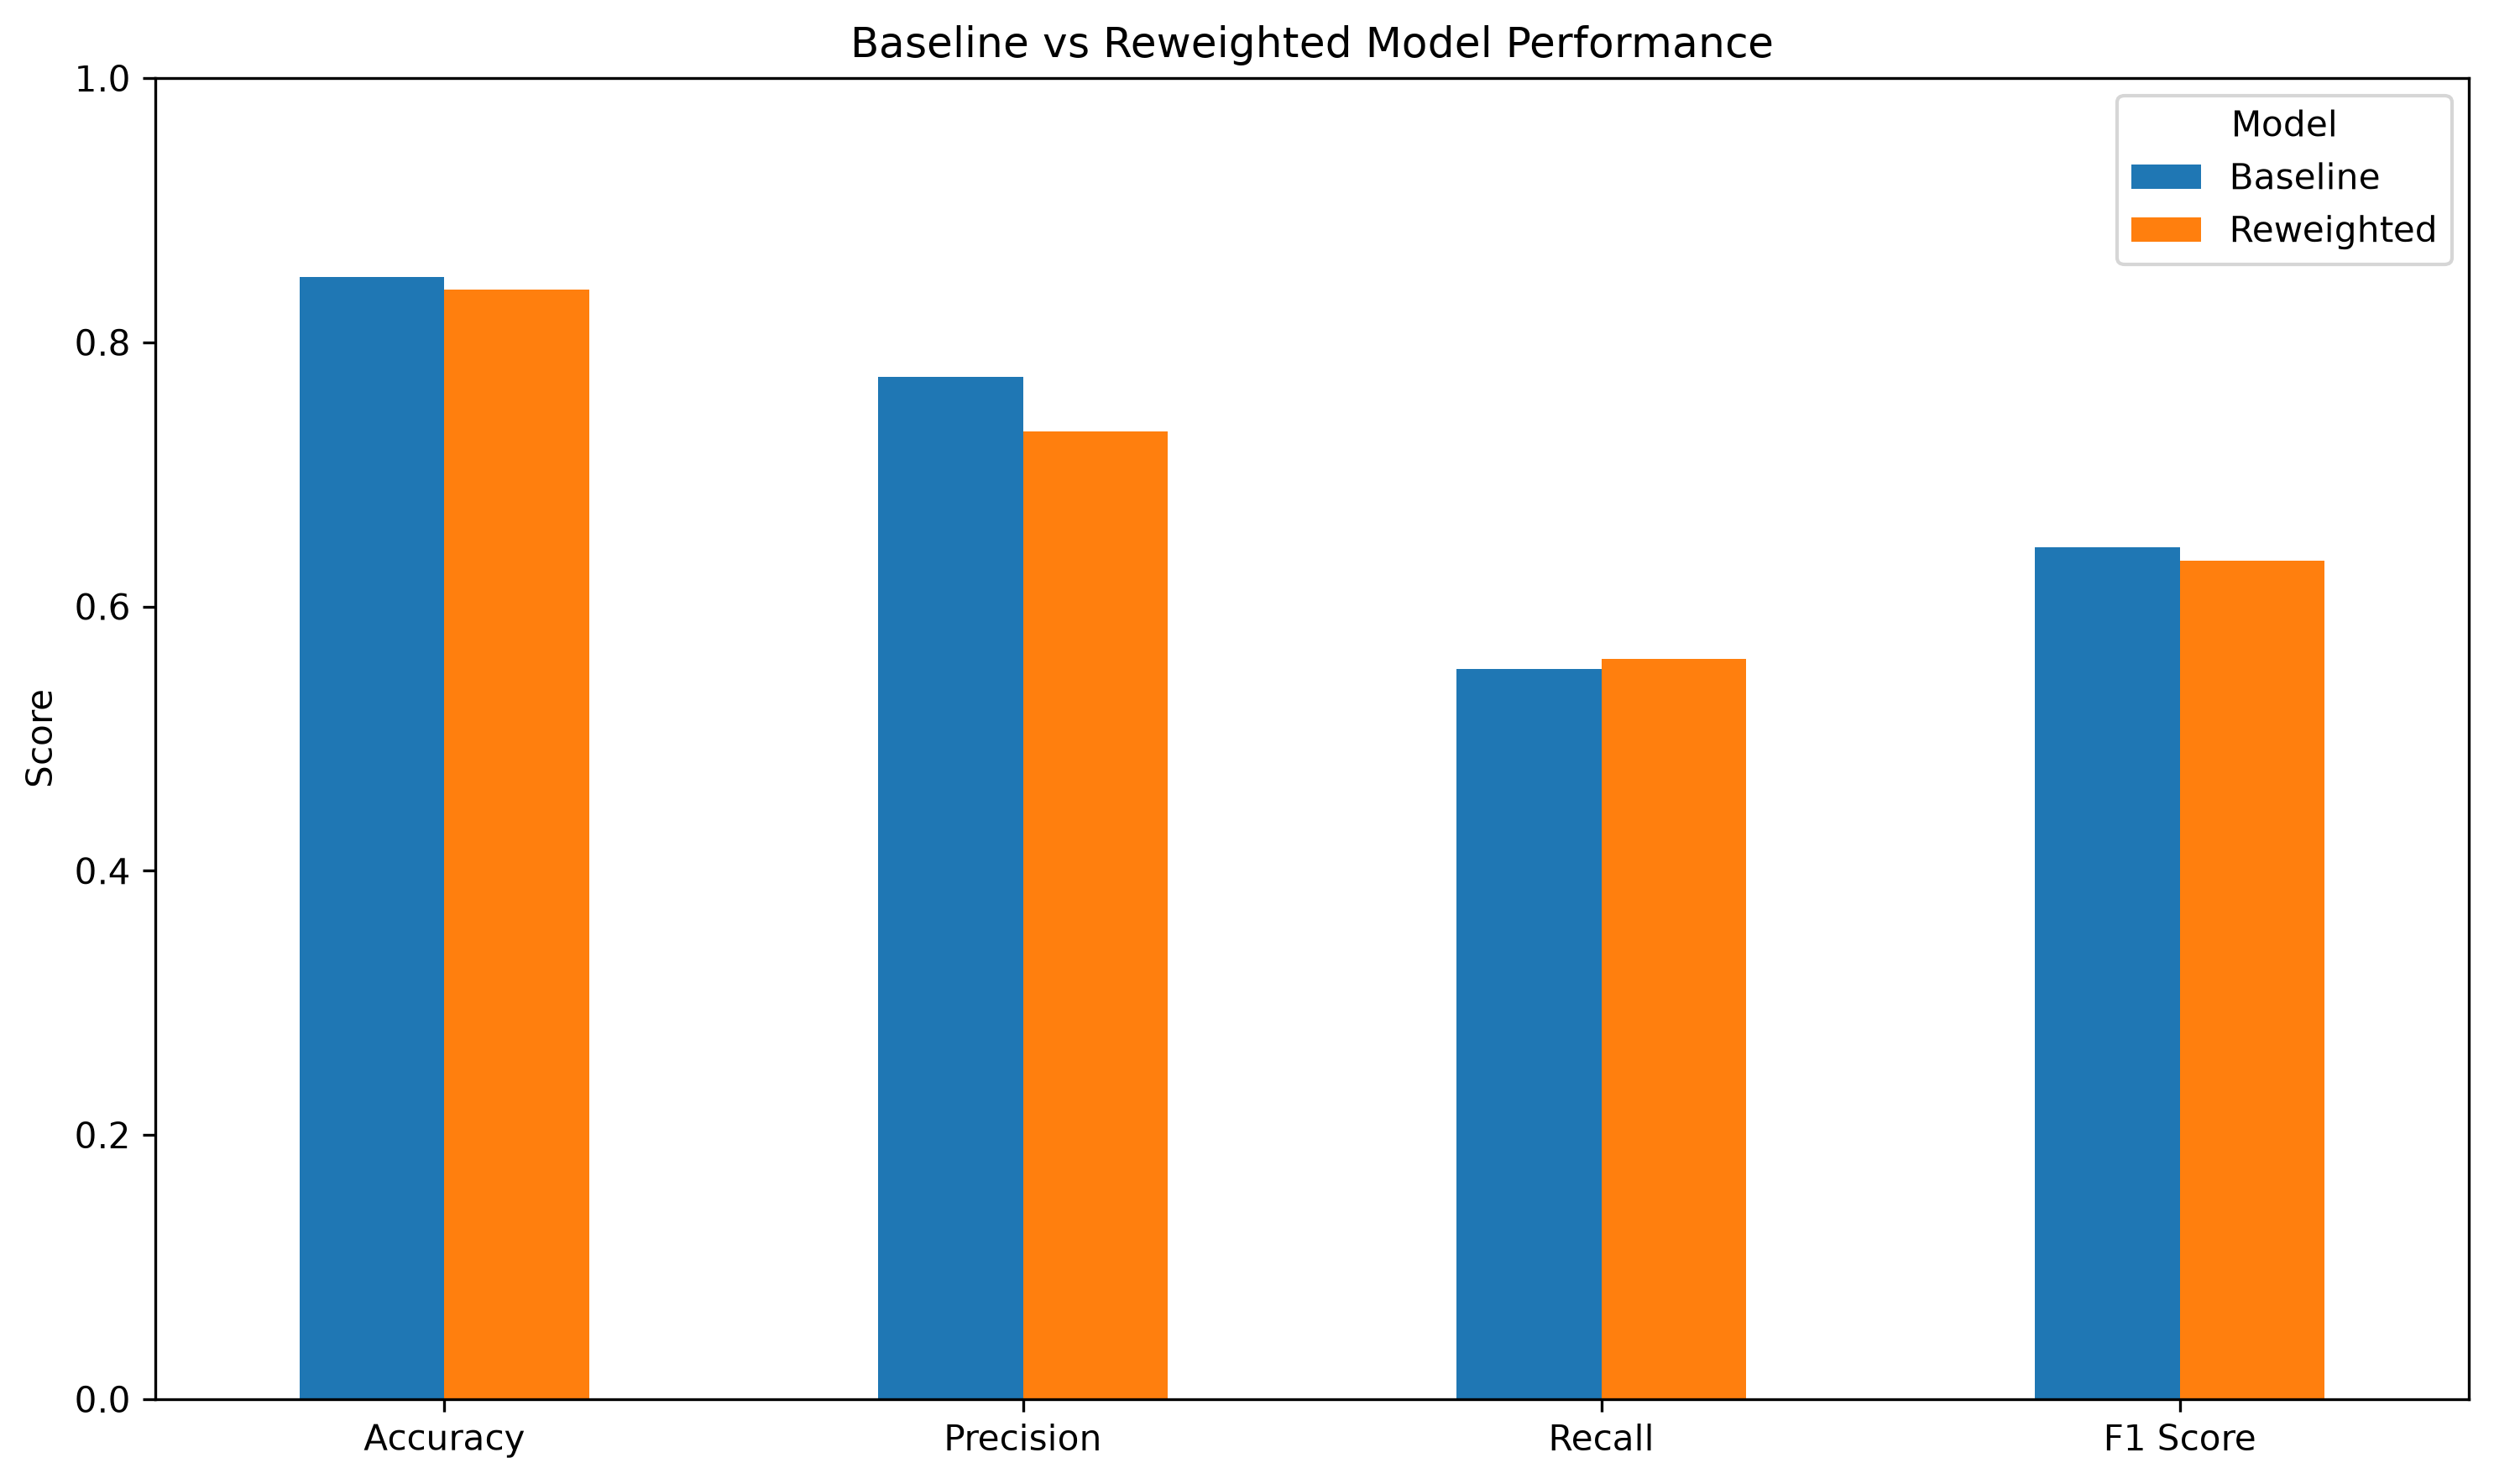 Baseline vs Reweighted Model Performance
1.0
0.8
0.6
0.4
0.2
0.0
Score
Model
Baseline
Reweighted
Accuracy
Precision
Recall
F1 Score